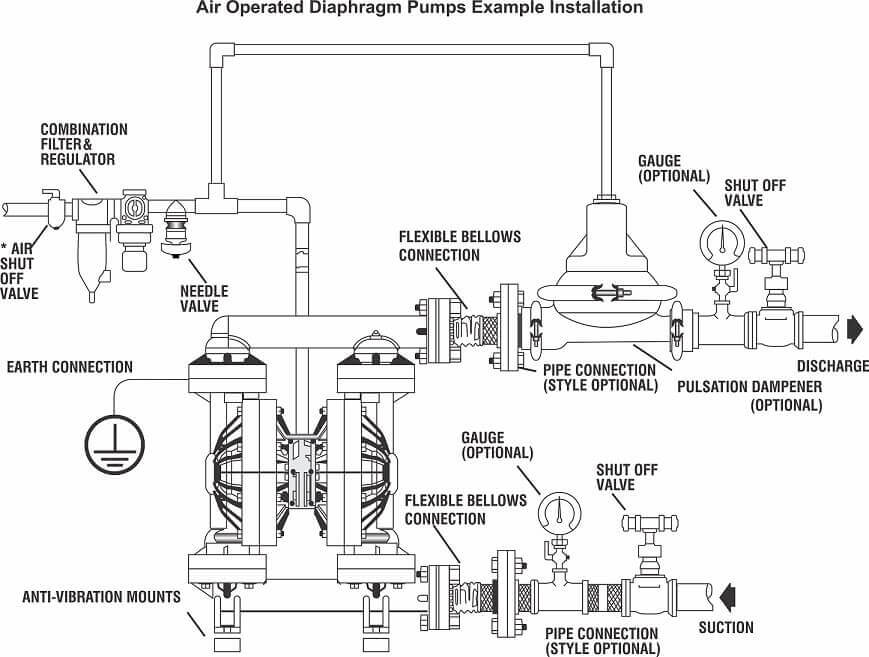 Air Operated Diaphragm Pumps Example Installation
COMBINATION
FILTER &
REGULATOR
GAUGE
(OPTIONAL)
SHUT OFF
VALVE
* AIR
SHUT
OFF
VALVE
NEEDLE
VALVE
FLEXIBLE BELLOWS
CONNECTION
EARTH CONNECTION
PIPE CONNECTION
(STYLE OPTIONAL)
PULSATION DAMPENER
(OPTIONAL)
DISCHARGE
GAUGE
(OPTIONAL)
SHUT OFF
VALVE
FLEXIBLE BELLOWS
CONNECTION
ANTI-VIBRATION MOUNTS
PIPE CONNECTION
(STYLE OPTIONAL)
SUCTION